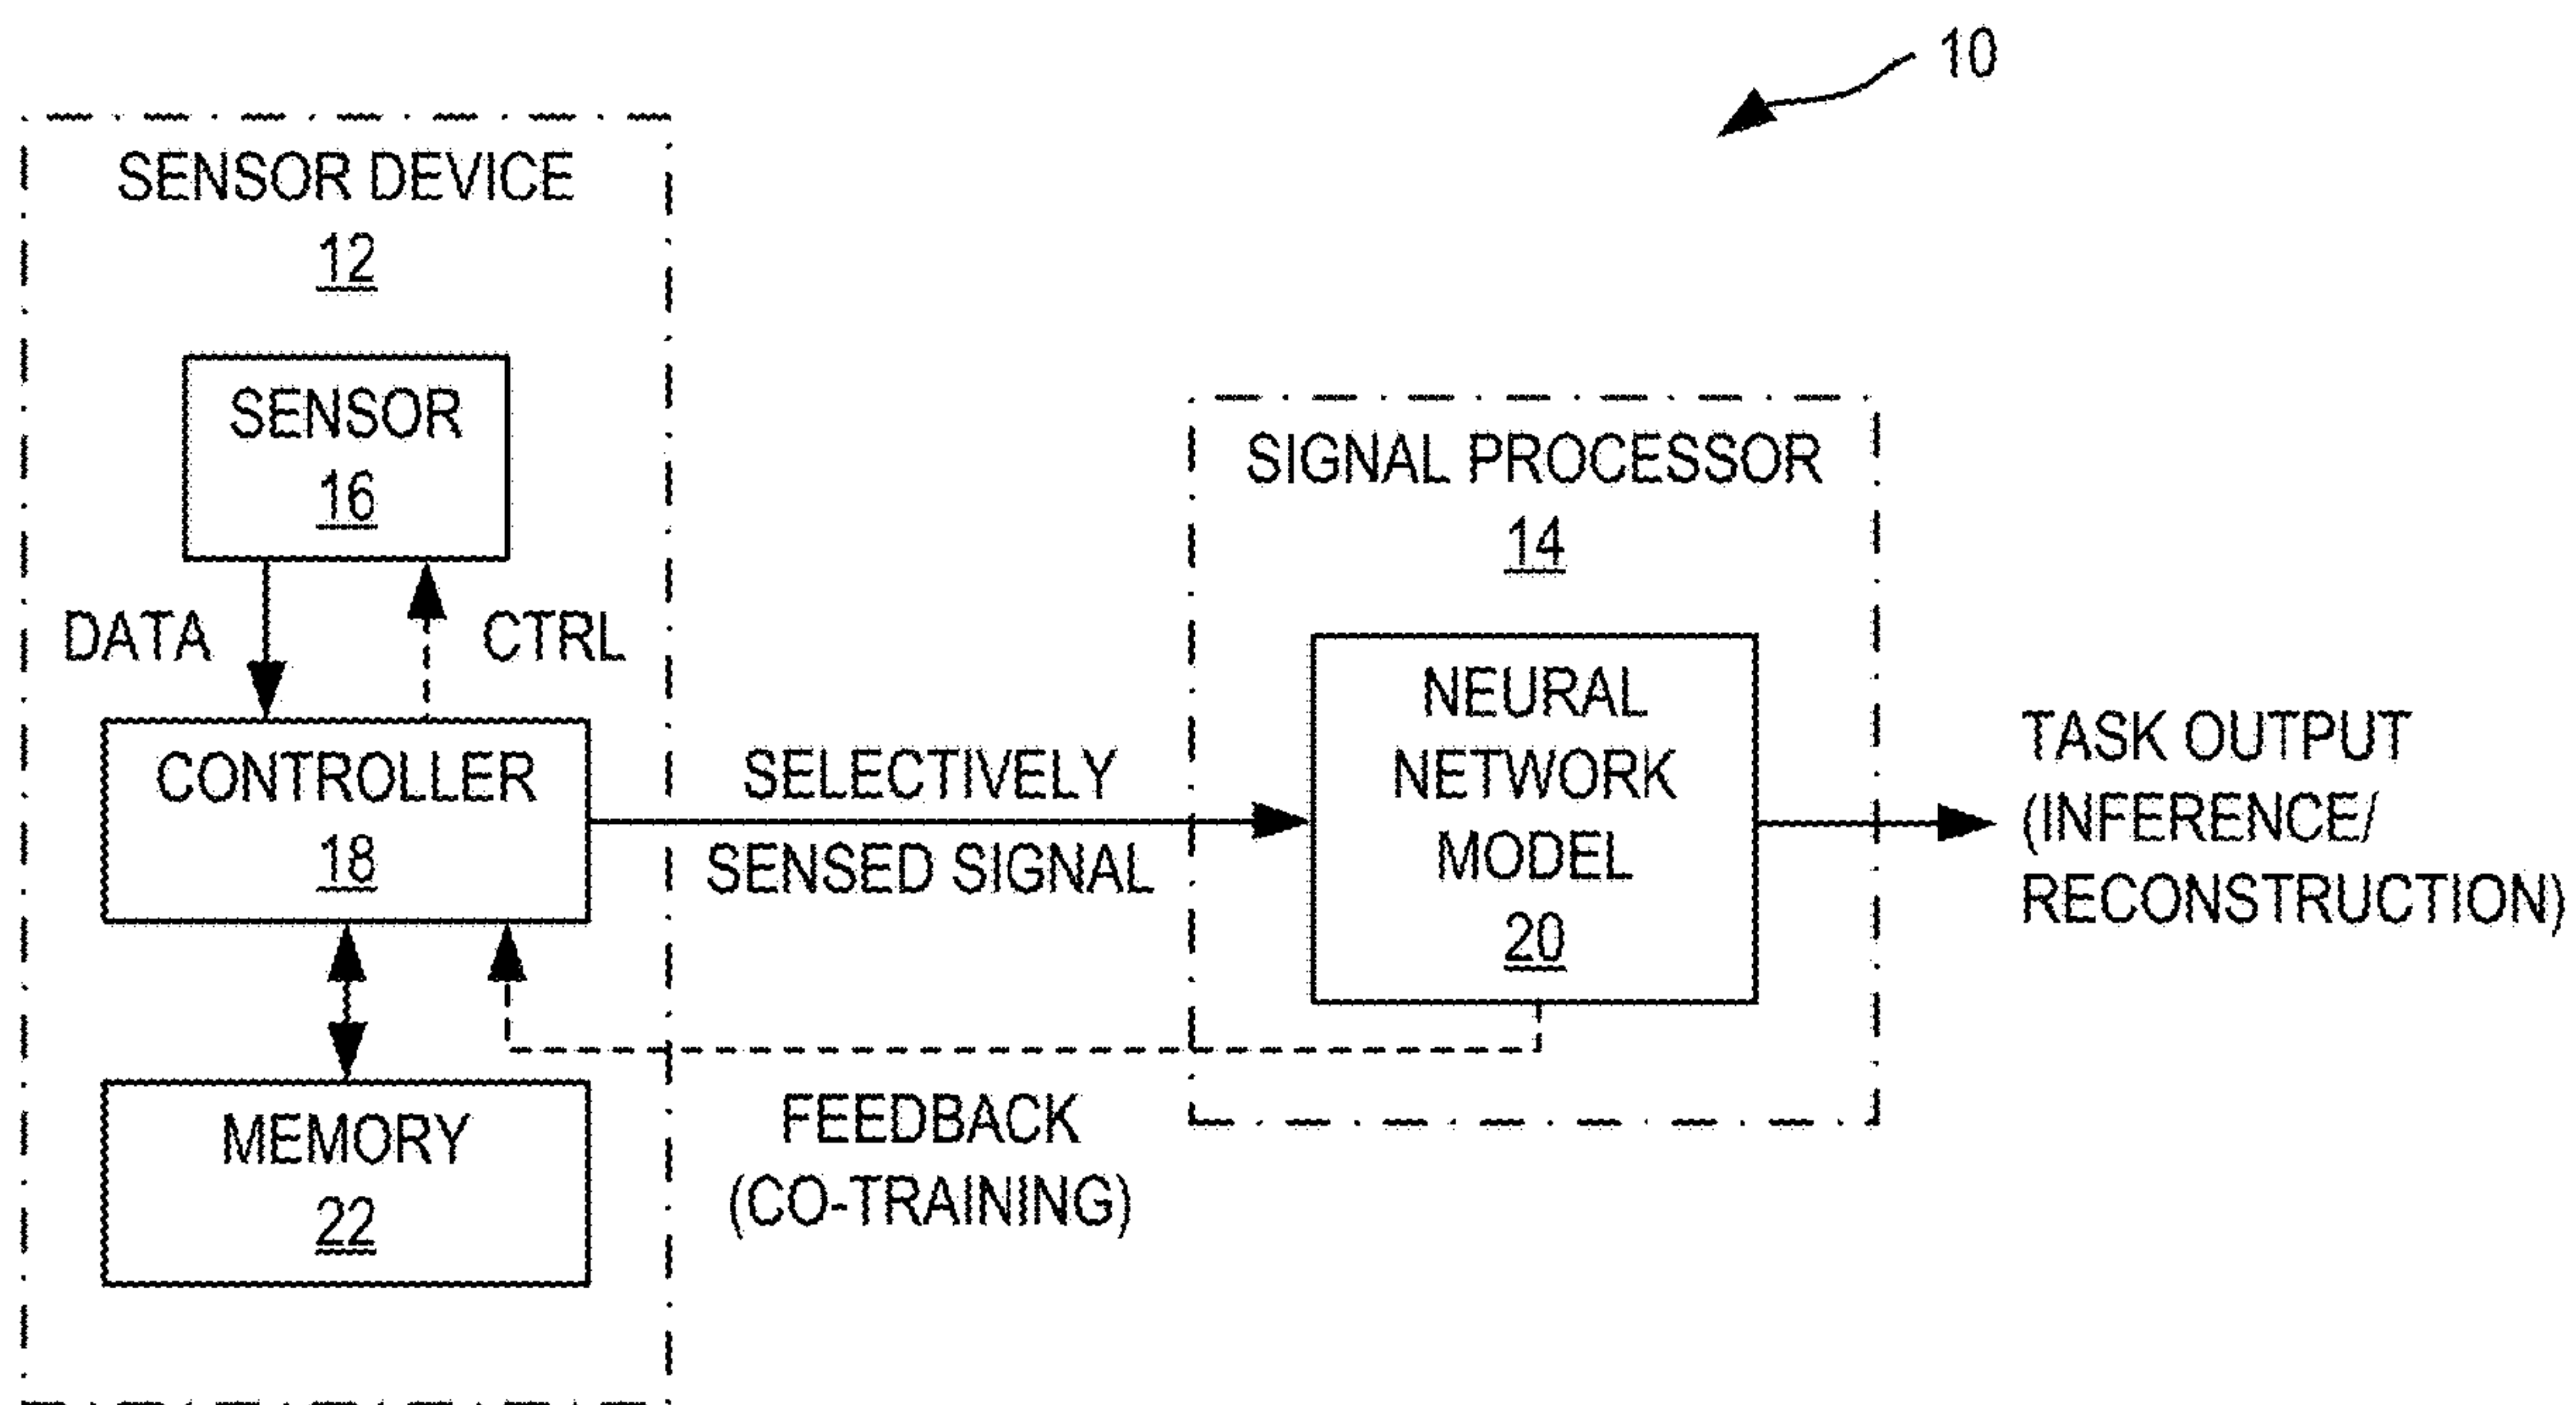 10
SENSOR DEVICE
12
SENSOR
16
DATA
CTRL
CONTROLLER
18
MEMORY
22
SELECTIVELY
SENSED SIGNAL
FEEDBACK
(CO-TRAINING)
SIGNAL PROCESSOR
14
NEURAL
NETWORK
MODEL
20
TASK OUTPUT
(INFERENCE/
RECONSTRUCTION)